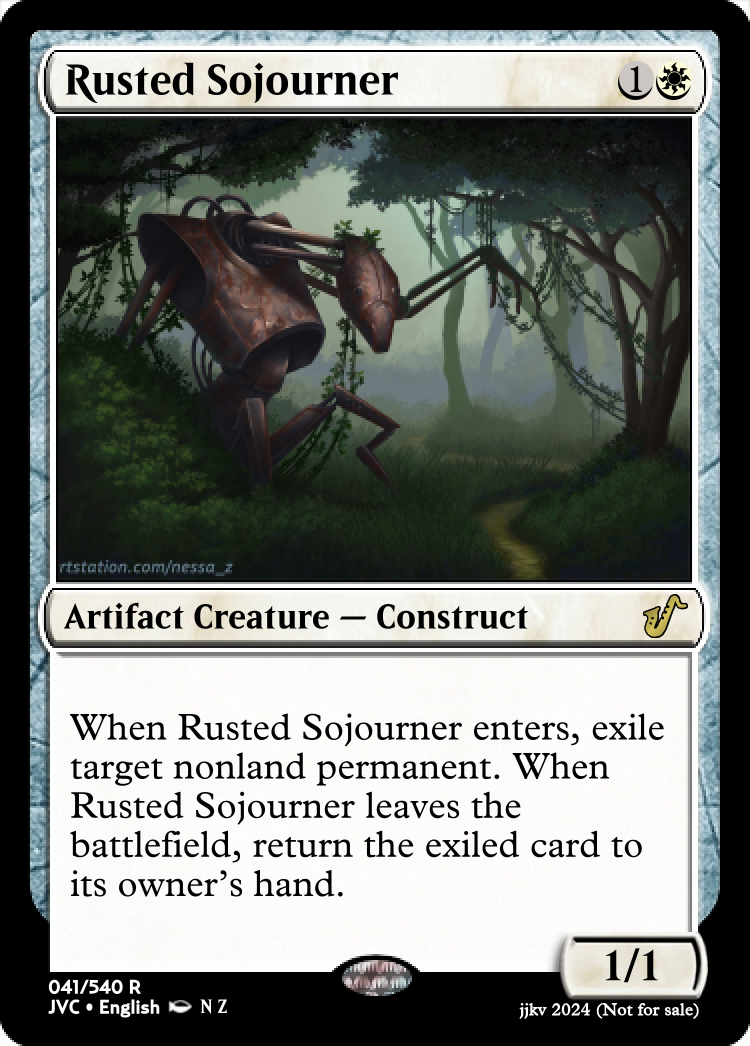 Rusted Sojourner 1
rtstation.com/nessa_z
Artifact Creature — Construct
When Rusted Sojourner enters, exile
target nonland permanent. When
Rusted Sojourner leaves the
battlefield, return the exiled card to
its owner's hand.
1/1
041/540 R
JVC • English N Z
jjkv 2024 (Not for sale)